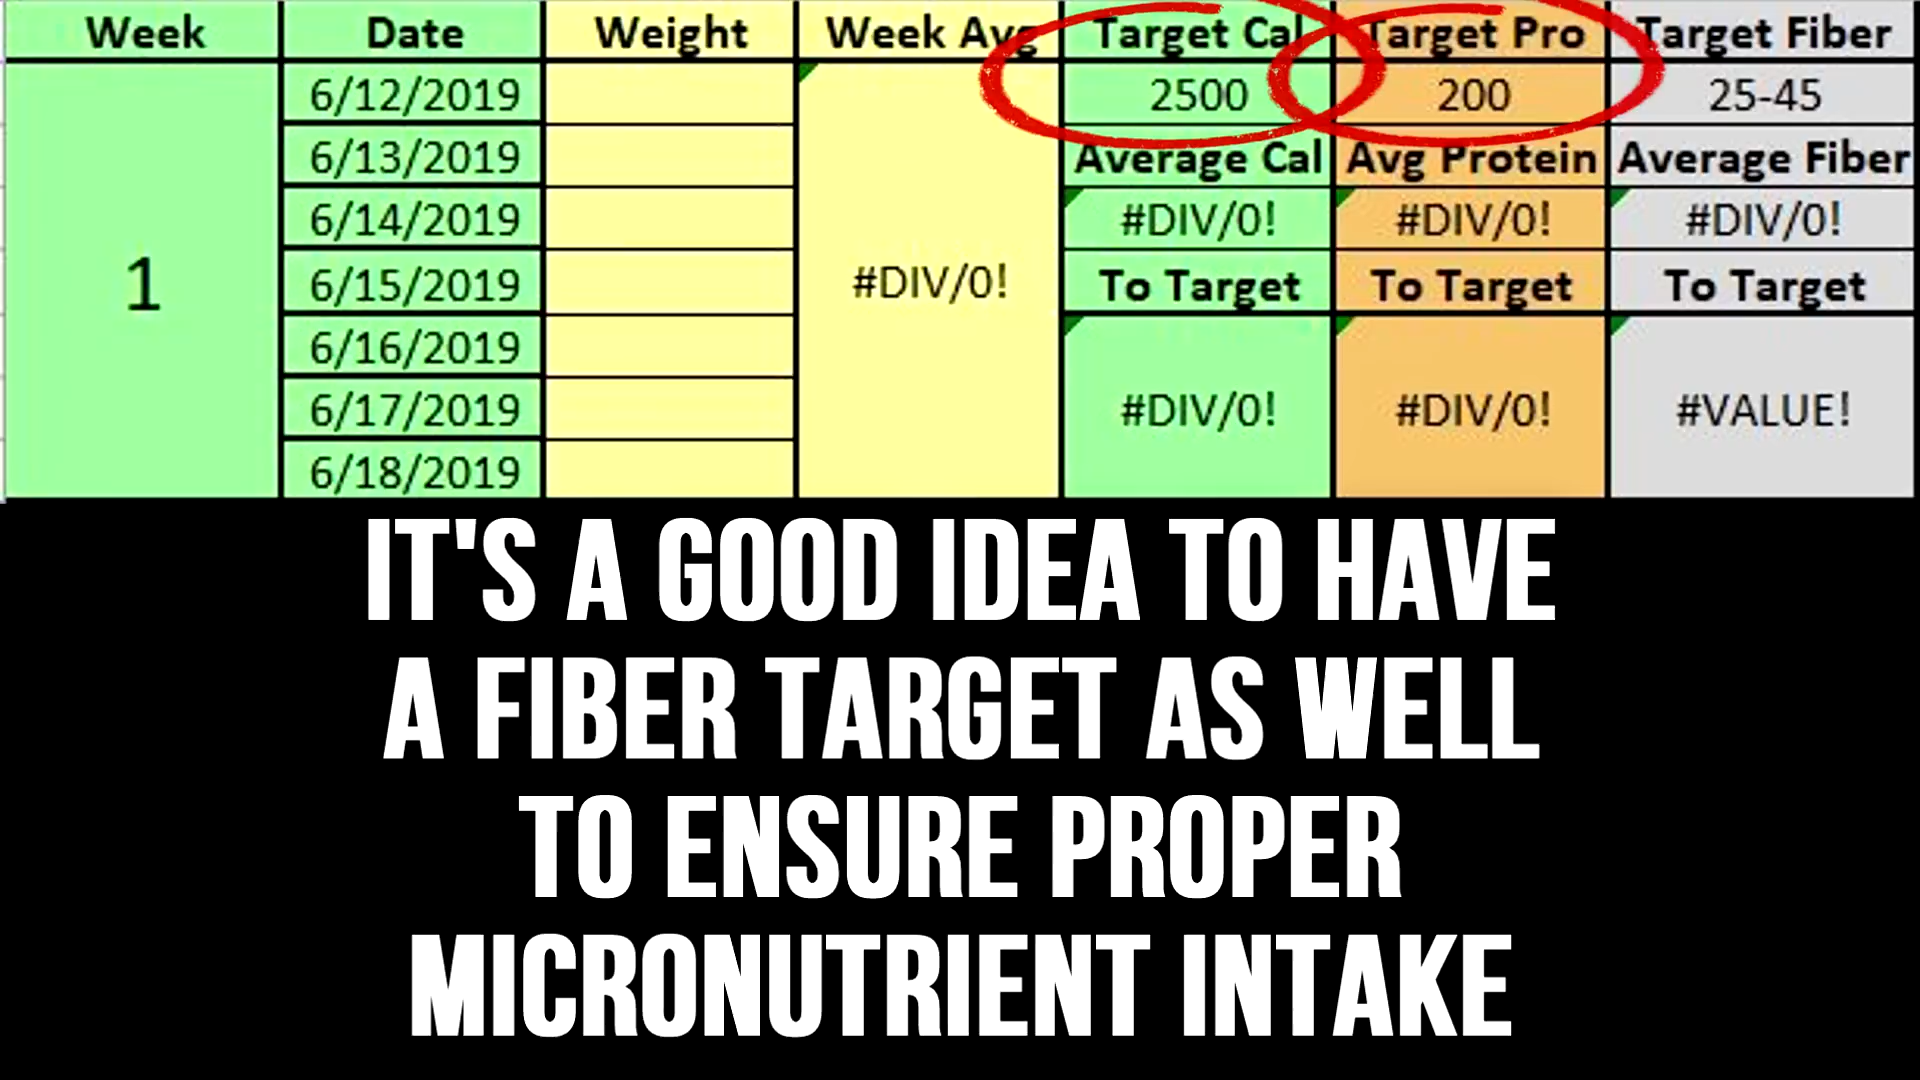 Week Date Weight Week Avg Target Cal Target Pro Target Fiber
6/12/2019 2500 200 25-45
6/13/2019 Average Cal Avg Protein Average Fiber
6/14/2019 #DIV/0! #DIV/0! #DIV/0!
1 6/15/2019 #DIV/0! To Target To Target To Target
6/16/2019
6/17/2019 #DIV/0! #DIV/0! #VALUE!
6/18/2019
IT'S A GOOD IDEA TO HAVE
A FIBER TARGET AS WELL
TO ENSURE PROPER
MICRONUTRIENT INTAKE